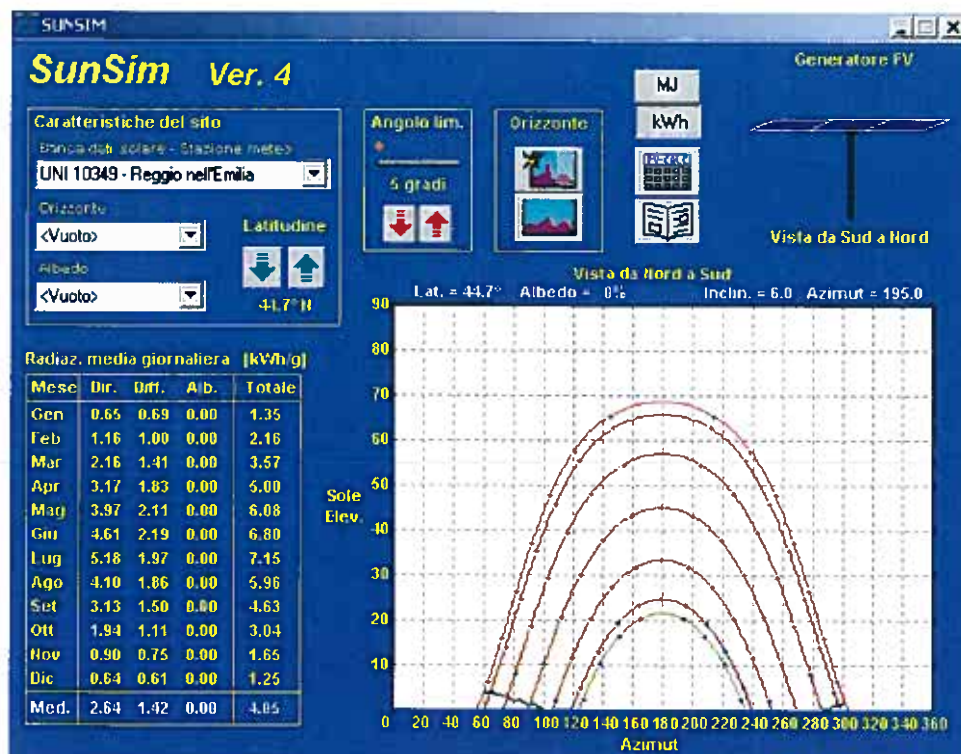 SUNSIM
SunSim Ver. 4
Caratteristiche del sito
Banca dati solare - Stazione meteo
UNI 10349 - Reggio nell'Emilia
Orizzonte
<Vuoto>
Albedo
<Vuoto>
Latitudine
44.7° N
Angolo lim.
5 gradi
Orizzonte
MJ
kWh
Generatore FV
Vista da Sud a Nord
Radiaz. media giornaliera [kWh/g]
Mese Dir. Diff. Alb. Totale
Gen 0.65 0.69 0.00 1.35
Feb 1.16 1.00 0.00 2.16
Mar 2.16 1.41 0.00 3.57
Apr 3.17 1.83 0.00 5.00
Mag 3.97 2.11 0.00 6.08
Giu 4.61 2.19 0.00 6.80
Lug 5.18 1.97 0.00 7.15
Ago 4.10 1.86 0.00 5.96
Set 3.13 1.50 0.00 4.63
Ott 1.94 1.11 0.00 3.04
Nov 0.90 0.75 0.00 1.65
Dic 0.64 0.61 0.00 1.25
Med. 2.64 1.42 0.00 4.05
Vista da Nord a Sud
Lat. = 44.7° Albedo = 0% Inclin. = 6.0 Azimut = 195.0
90
80
70
60
50
40
30
20
10
Sole
Elev.
0 20 40 60 80 100 120 140 160 180 200 220 240 260 280 300 320 340 360
Azimut